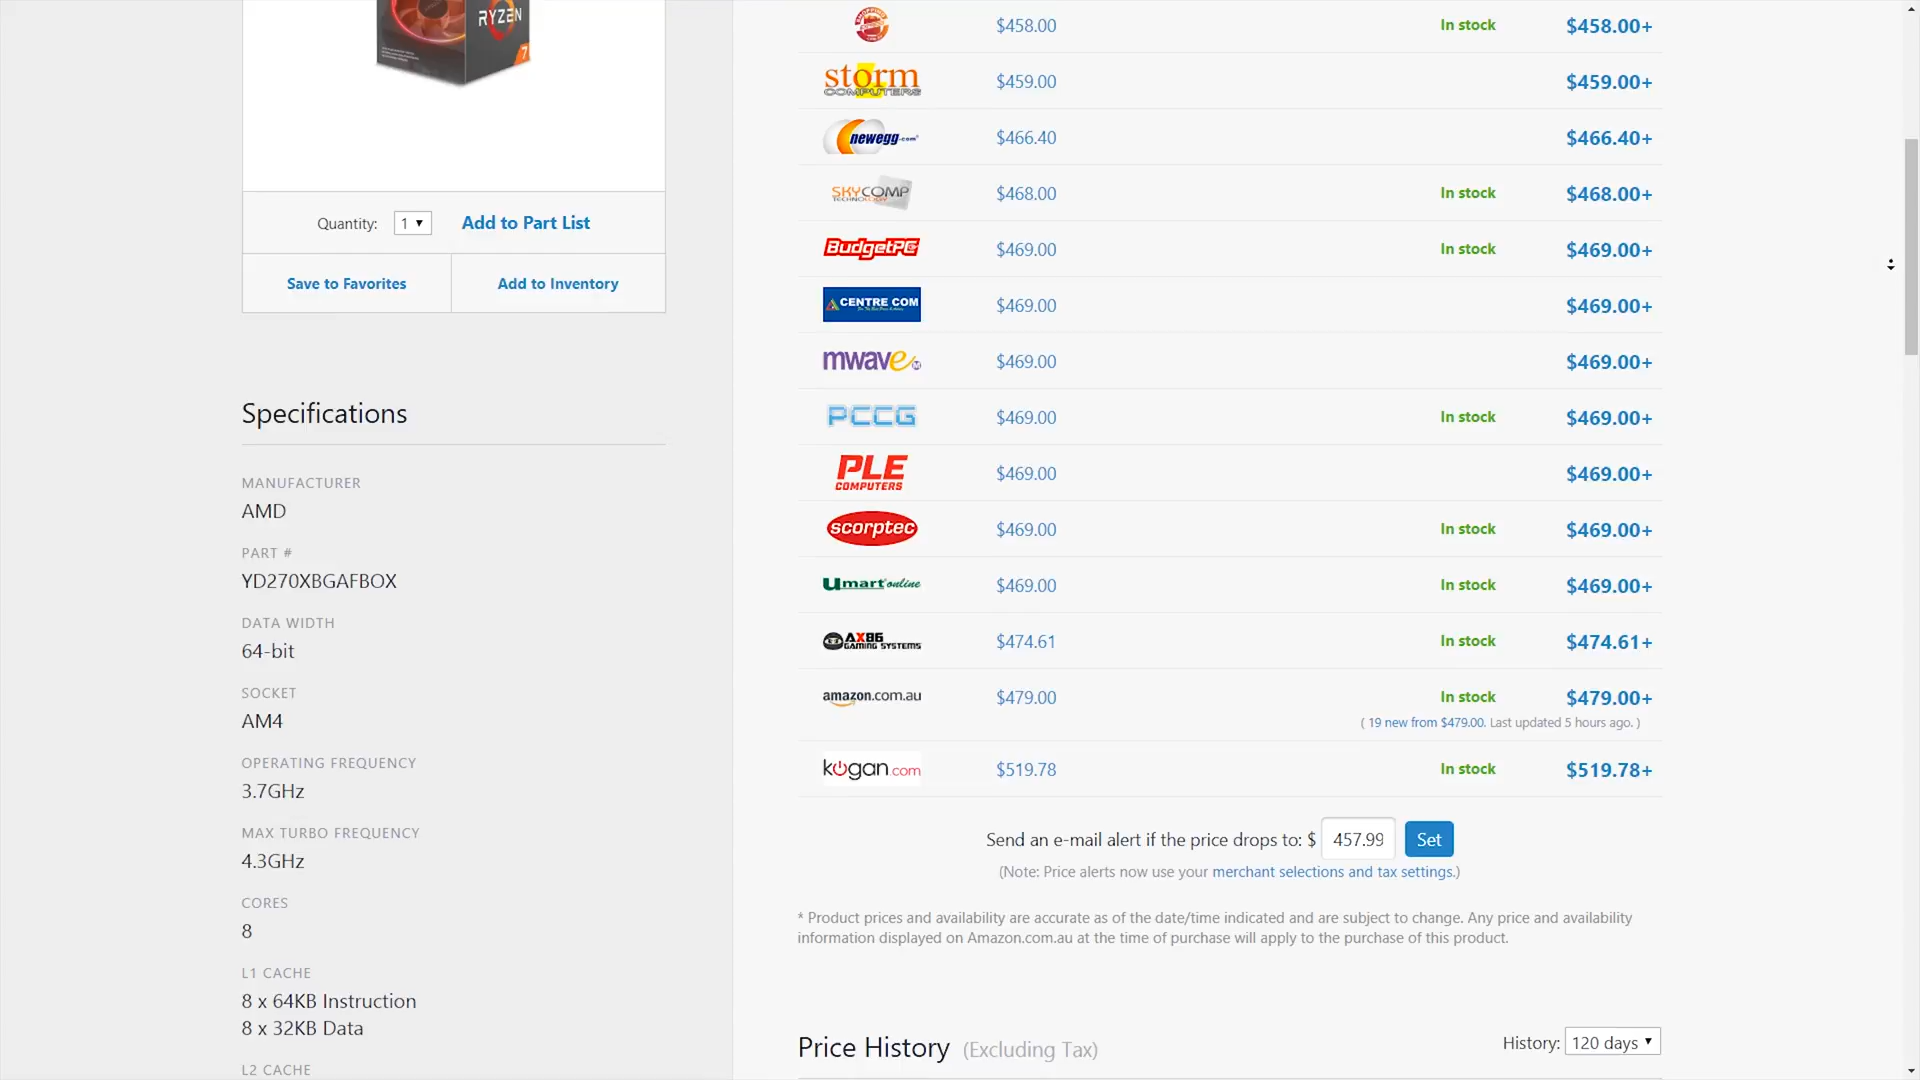 RYZEN
7
Quantity: 1 Add to Part List
Save to Favorites Add to Inventory
Specifications
MANUFACTURER
AMD
PART #
YD270XBGAFBOX
DATA WIDTH
64-bit
SOCKET
AM4
OPERATING FREQUENCY
3.7GHz
MAX TURBO FREQUENCY
4.3GHz
CORES
8
L1 CACHE
8 x 64KB Instruction
8 x 32KB Data
L2 CACHE
$458.00 In stock $458.00+
storm COMPUTERS $459.00 $459.00+
newegg.com $466.40 $466.40+
SKYCOMP TECHNOLOGY $468.00 In stock $468.00+
BudgetPC $469.00 In stock $469.00+
CENTRE COM $469.00 $469.00+
mwave $469.00 $469.00+
PCCG $469.00 In stock $469.00+
PLE COMPUTERS $469.00 $469.00+
scorptec $469.00 In stock $469.00+
Umart online $469.00 In stock $469.00+
AX86 GAMING SYSTEMS $474.61 In stock $474.61+
amazon.com.au $479.00 In stock $479.00+
( 19 new from $479.00. Last updated 5 hours ago. )
kogan.com $519.78 In stock $519.78+
Send an e-mail alert if the price drops to: $ 457.99 Set
(Note: Price alerts now use your merchant selections and tax settings.)
* Product prices and availability are accurate as of the date/time indicated and are subject to change. Any price and availability
information displayed on Amazon.com.au at the time of purchase will apply to the purchase of this product.
Price History (Excluding Tax) History: 120 days